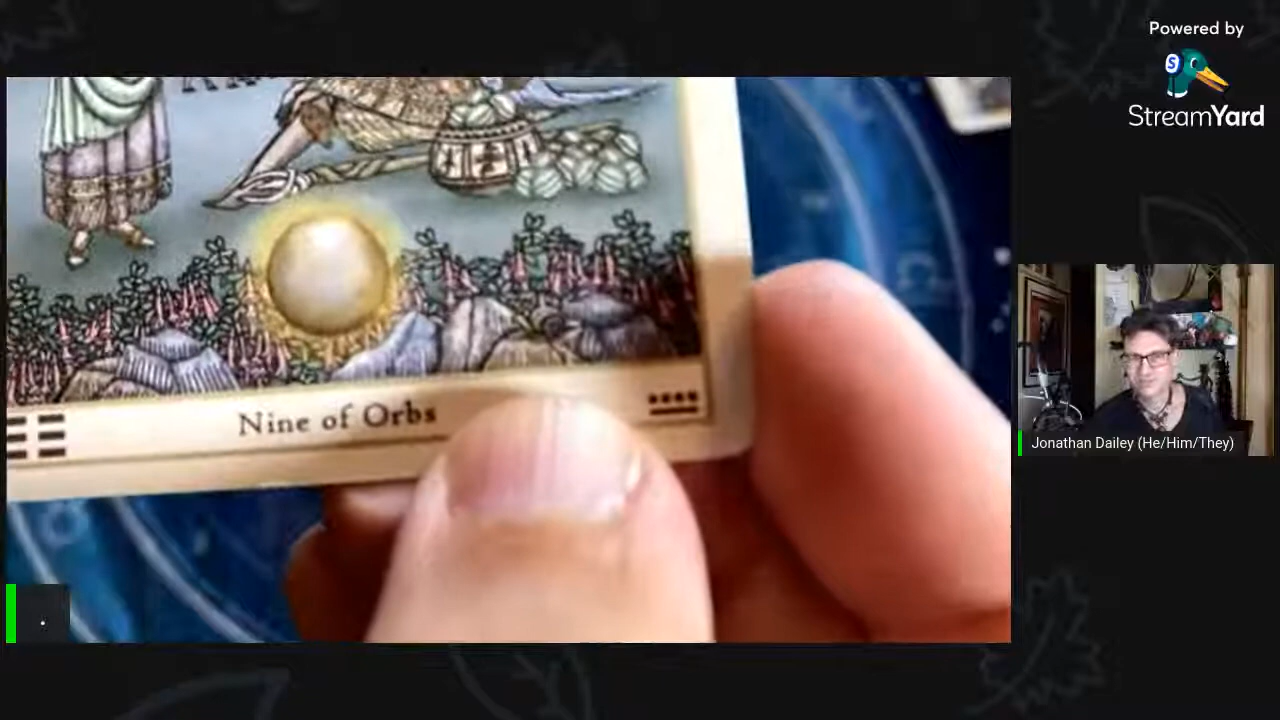 Powered by
StreamYard
Nine of Orbs
Jonathan Dailey (He/Him/They)
.